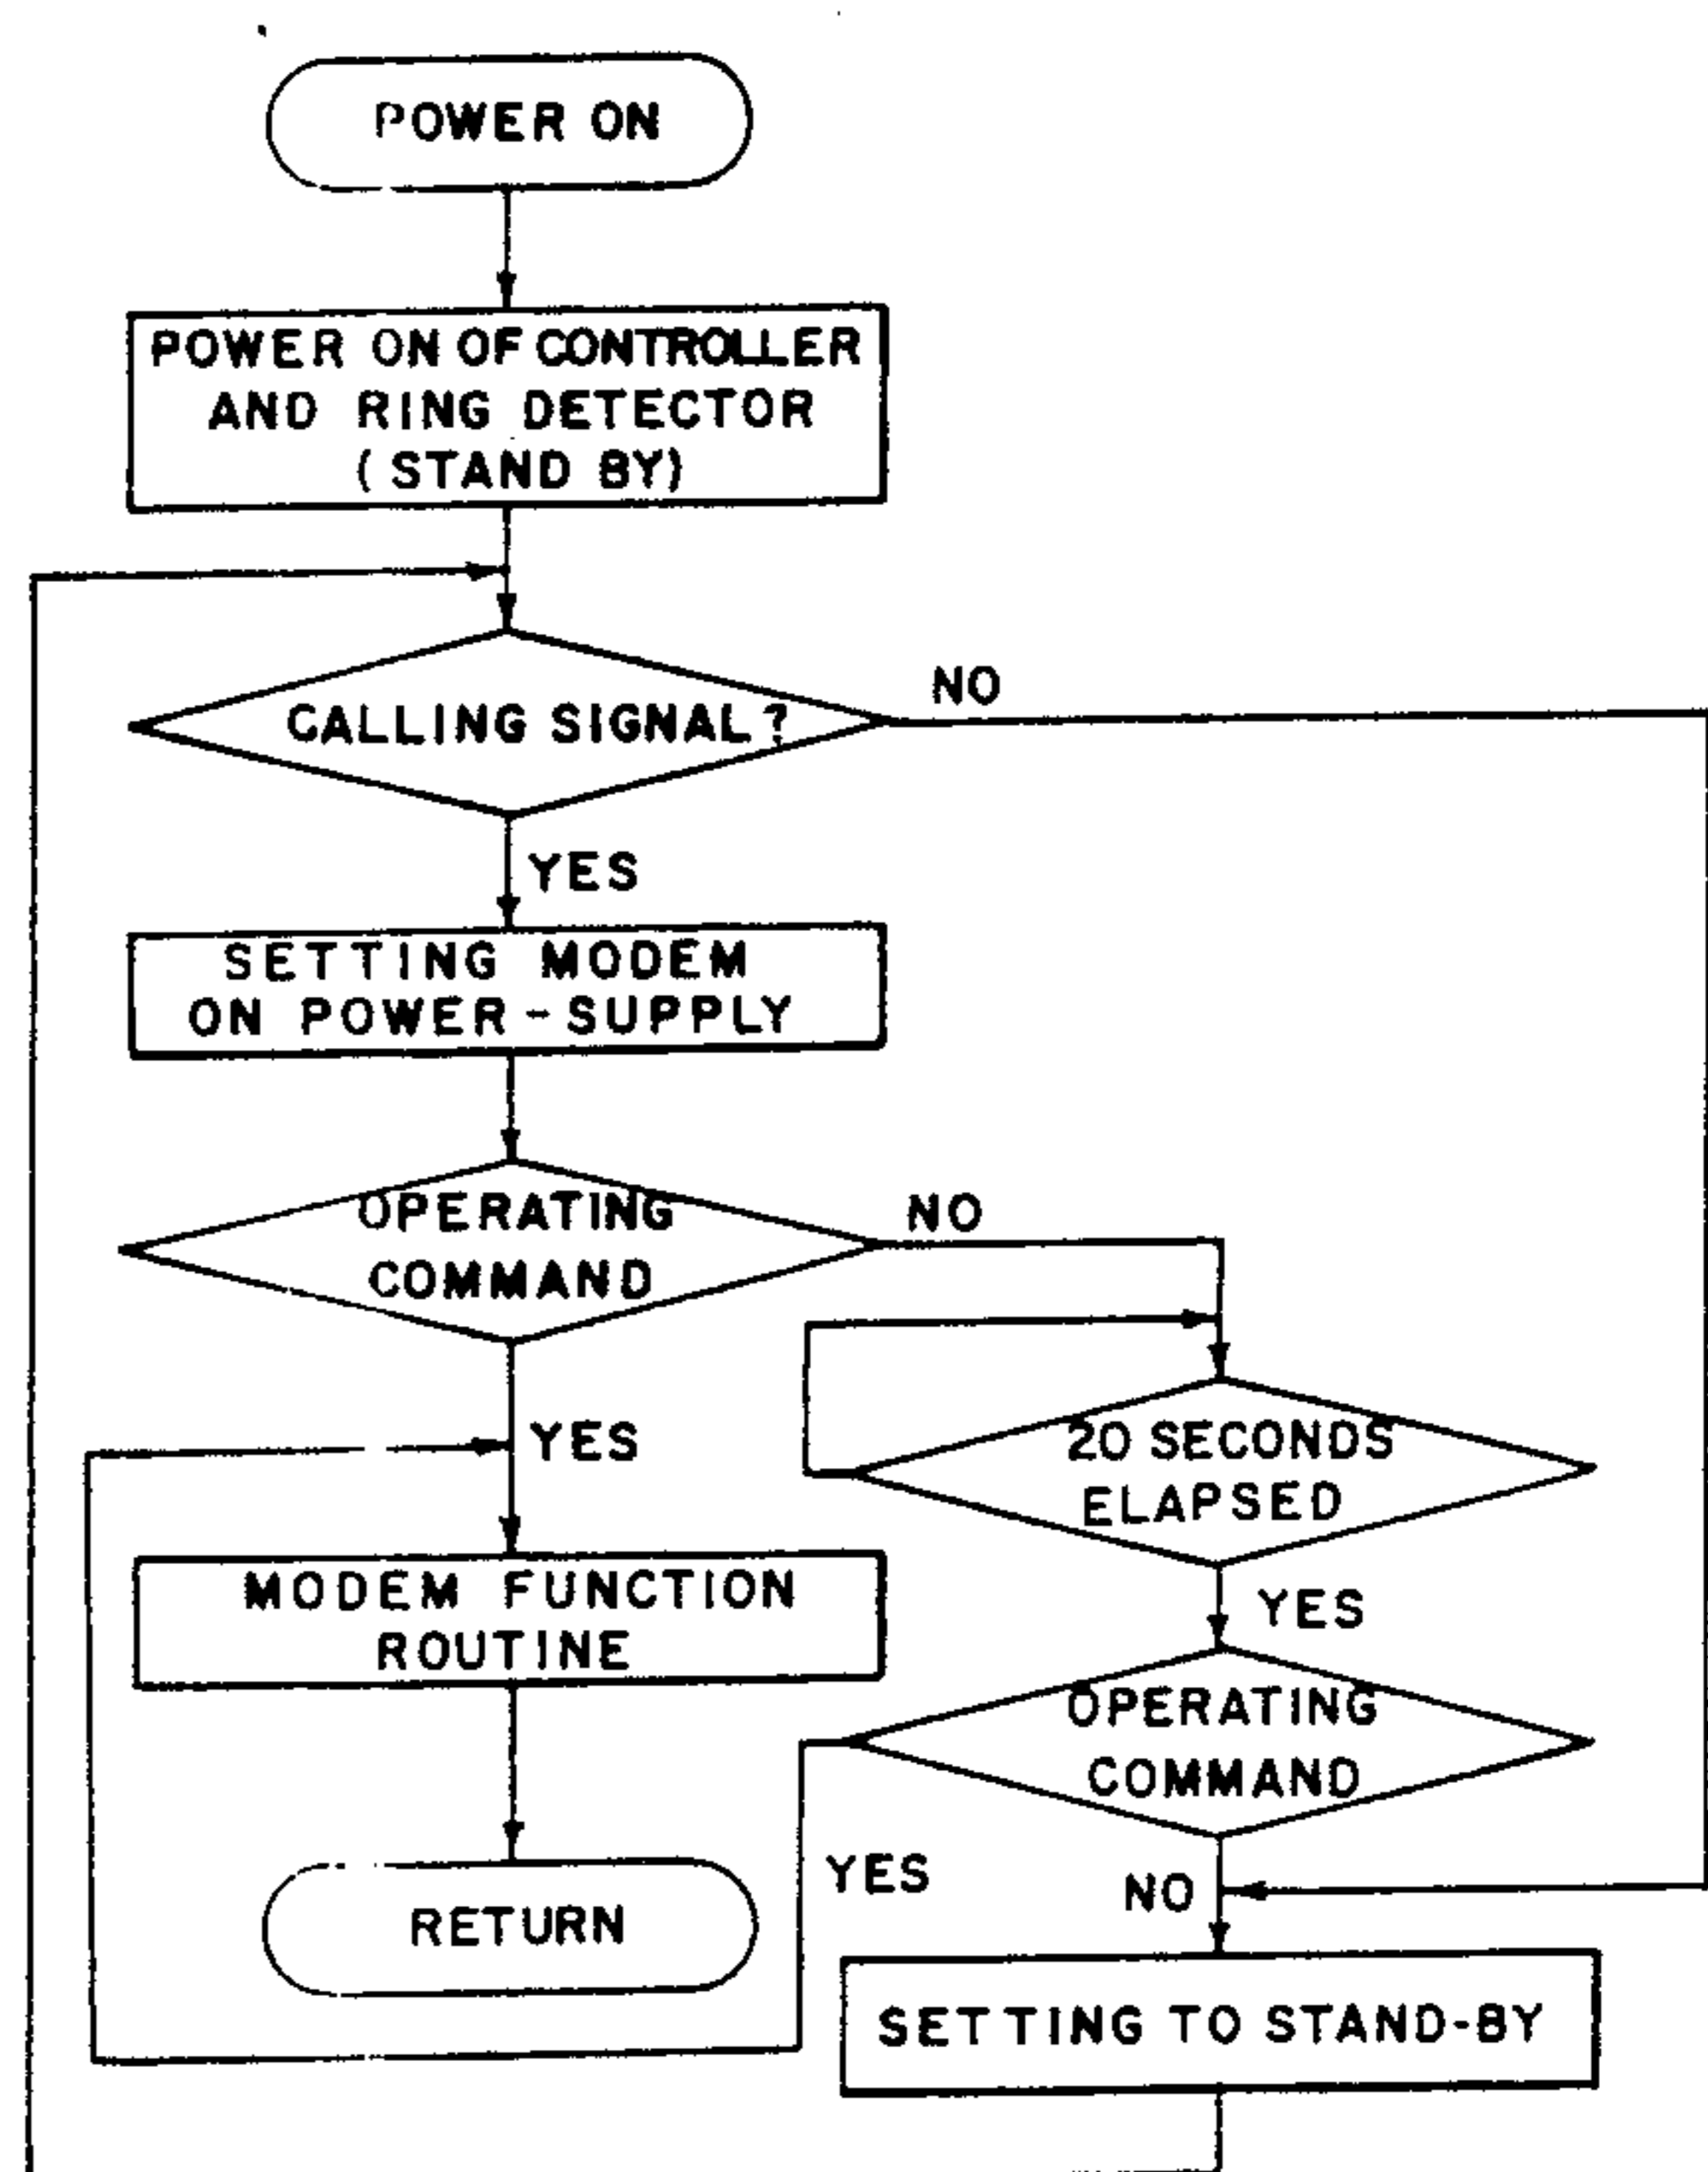 POWER ON
POWER ON OF CONTROLLER
AND RING DETECTOR
(STAND BY)
CALLING SIGNAL?
NO
YES
SETTING MODEM
ON POWER-SUPPLY
OPERATING
COMMAND
NO
YES
20 SECONDS
ELAPSED
YES
MODEM FUNCTION
ROUTINE
OPERATING
COMMAND
YES
NO
RETURN
SETTING TO STAND-BY